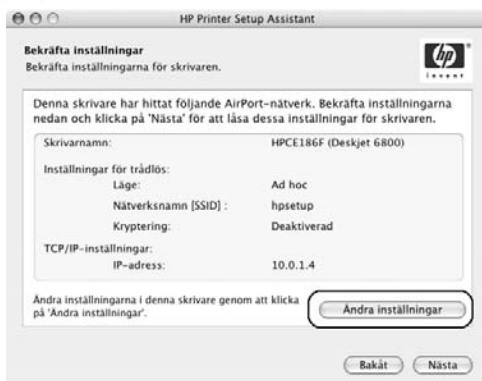 HP Printer Setup Assistant
Bekräfta inställningar
Bekräfta inställningarna för skrivaren.
hp
invent
Denna skrivare har hittat följande AirPort-nätverk. Bekräfta inställningarna
nedan och klicka på 'Nästa' för att låsa dessa inställningar för skrivaren.
Skrivarnamn: HPCE186F (Deskjet 6800)
Inställningar för trådlös:
Läge: Ad hoc
Nätverksnamn [SSID] : hpsetup
Kryptering: Deaktiverad
TCP/IP-inställningar:
IP-adress: 10.0.1.4
Ändra inställningarna i denna skrivare genom att klicka
på 'Ändra inställningar'.
Ändra inställningar
Bakåt Nästa